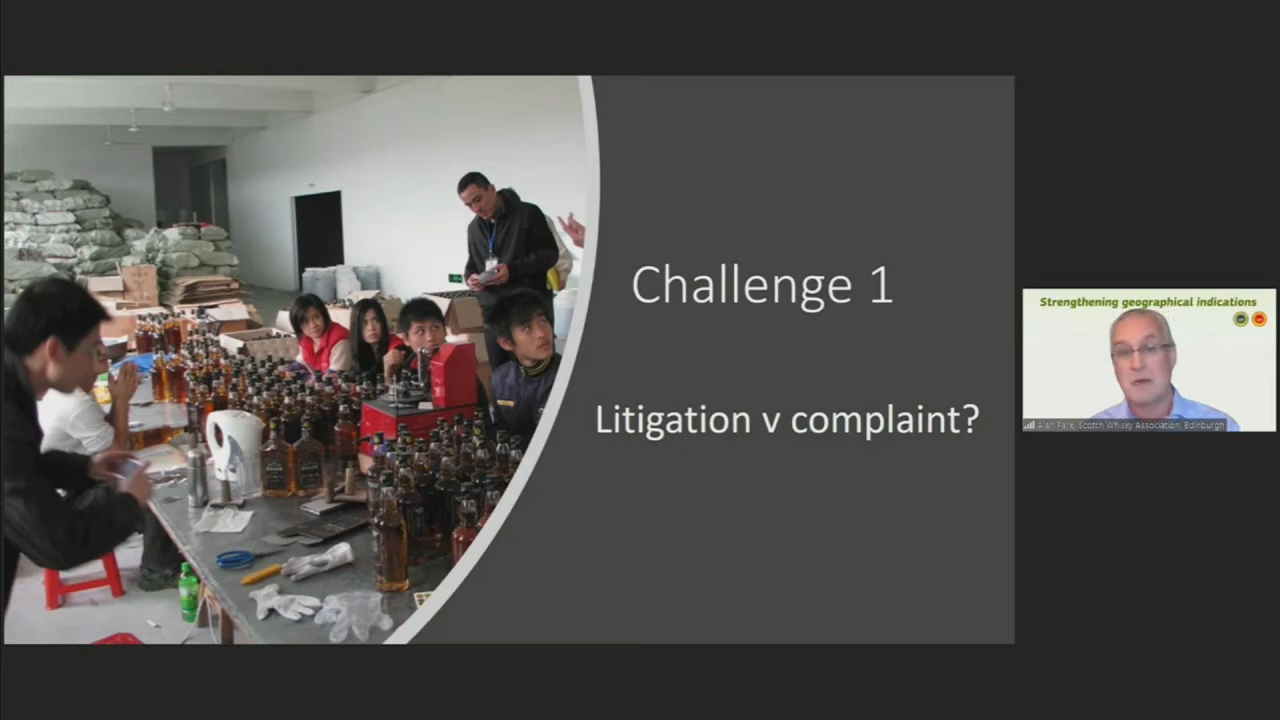 Challenge 1
Litigation v complaint?
Strengthening geographical indications
Alan Park, Scotch Whisky Association, Edinburgh